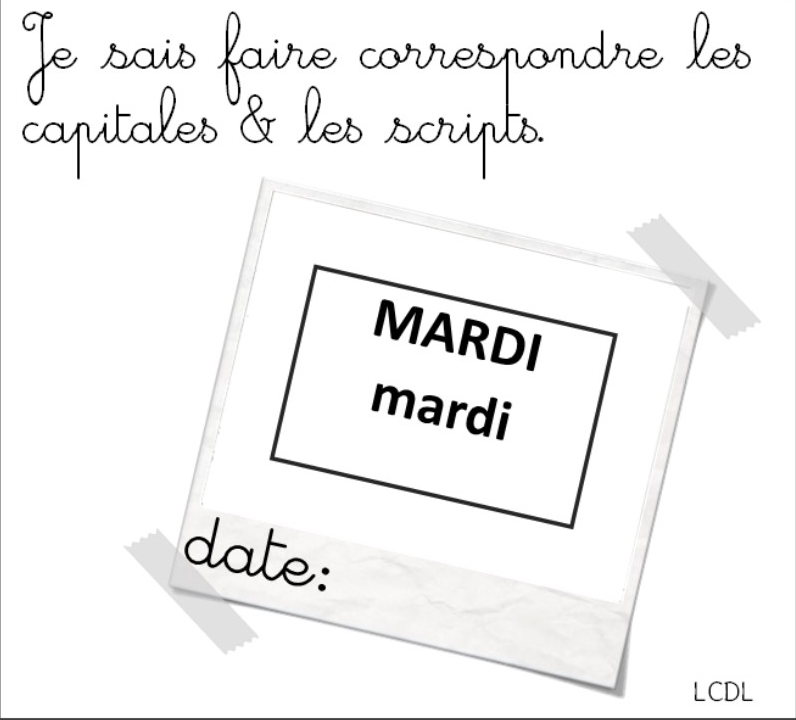 Je sais faire correspondre les
capitales & les scripts.
MARDI
mardi
date:
LCDL